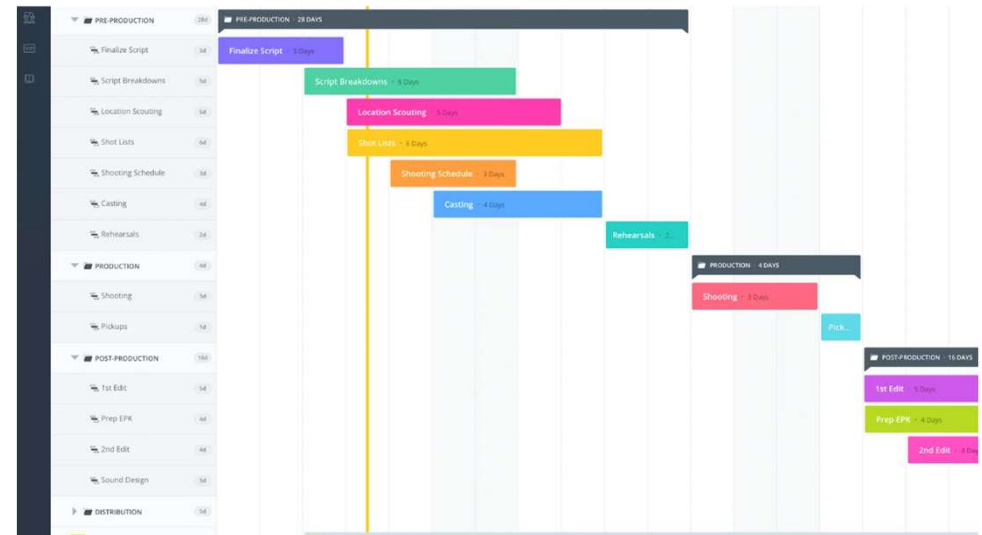 PRE-PRODUCTION 28d PRE-PRODUCTION · 28 DAYS
Finalize Script 3d Finalize Script · 3 Days
Script Breakdowns 5d Script Breakdowns · 5 Days
Location Scouting 5d Location Scouting · 5 Days
Shot Lists 6d Shot Lists · 6 Days
Shooting Schedule 3d Shooting Schedule · 3 Days
Casting 4d Casting · 4 Days
Rehearsals 2d Rehearsals · 2...
PRODUCTION 4d PRODUCTION · 4 DAYS
Shooting 3d Shooting · 3 Days
Pickups Pick...
POST-PRODUCTION 16d POST-PRODUCTION · 16 DAYS
1st Edit 5d 1st Edit · 5 Days
Prep EPK 4d Prep EPK · 4 Days
2nd Edit 4d 2nd Edit
Sound Design
DISTRIBUTION 5d